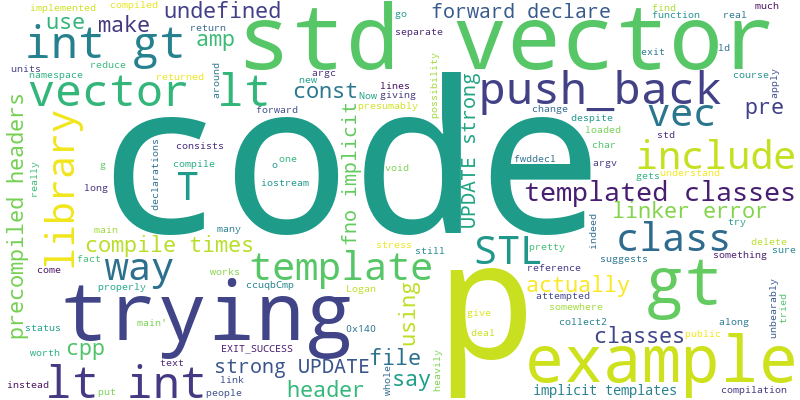 implemented compiled undefined go forward declare find much
use make return separate function real
int gt amp std vector units reduce exit ld
namespace returned around argc lines course
vector lt new const Now giving possibility push_back apply
presumably
precompiled headers library forward change despite vec pre
g consists one code UPDATE strong std loaded
really compile o fwddecl char include
T iostream void argv gets understand
long declarations fno implicit templated classes
main many linker error try
compile times stress still STL pretty indeed class delete
fact works reference suggests something sure
come way template actually
properly ccuqbCmp Logan using attempted somewhere gt unbearably tried
trying p give collect2 along
status main' 0x140 deal classes public
worth cpp EXIT_SUCCESS file example
text strong UPDATE whole say heavily
lt int link header implicit templates compilation
instead put people